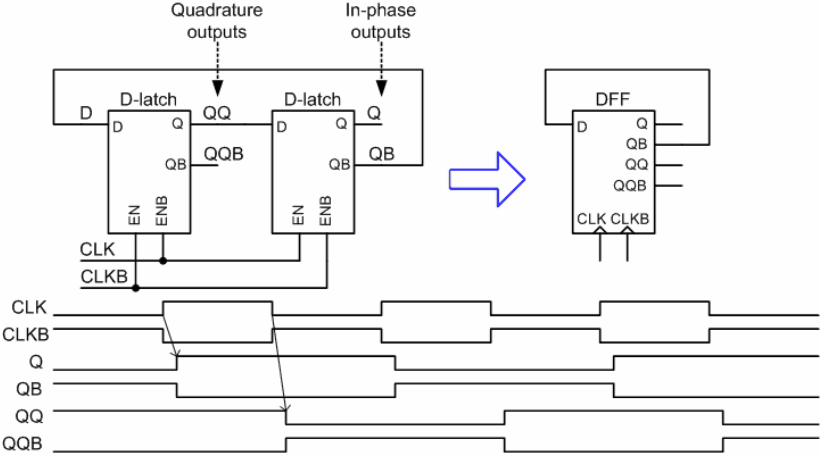 Quadrature
outputs
In-phase
outputs
D-latch
D-latch
DFF
D
QQ
Q
D
Q
D
Q
D
Q
QB
QQB
QB
QB
QB
QQ
QQB
EN
ENB
EN
ENB
CLK
CLKB
CLK
CLKB
CLK
CLKB
Q
QB
QQ
QQB